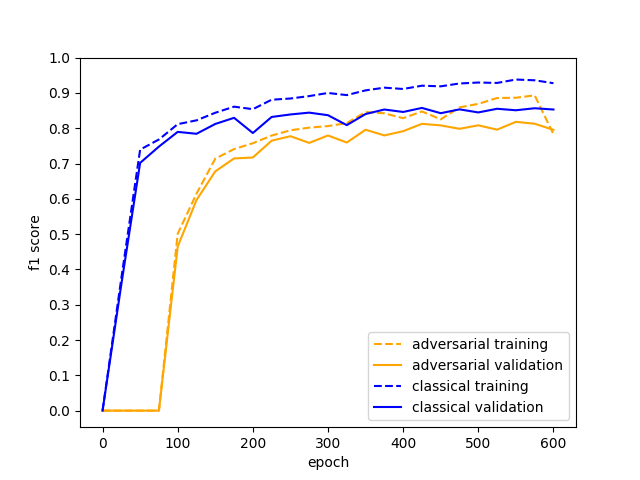 1.0
0.9
0.8
0.7
0.6
0.5
0.4
0.3
0.2
0.1
0.0
f1 score
adversarial training
adversarial validation
classical training
classical validation
0 100 200 300 400 500 600
epoch